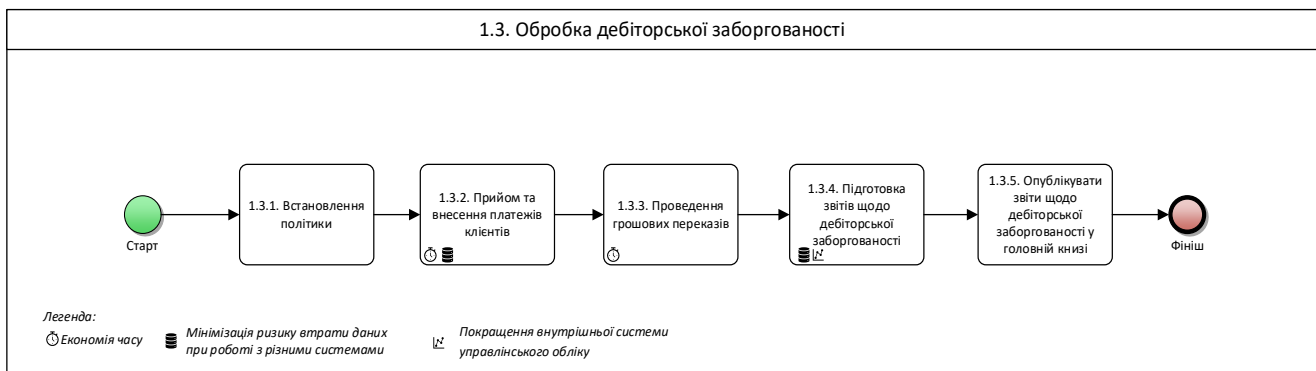 1.3. Обробка дебіторської заборгованості
Старт
1.3.1. Встановлення
політики
1.3.2. Прийом та
внесення платежів
клієнтів
1.3.3. Проведення
грошових переказів
1.3.4. Підготовка
звітів щодо
дебіторської
заборгованості
1.3.5. Опублікувати
звіти щодо
дебіторської
заборгованості у
головній книзі
Фініш
Легенда:
Економія часу
Мінімізація ризику втрати даних
при роботі з різними системами
Покращення внутрішньої системи
управлінського обліку